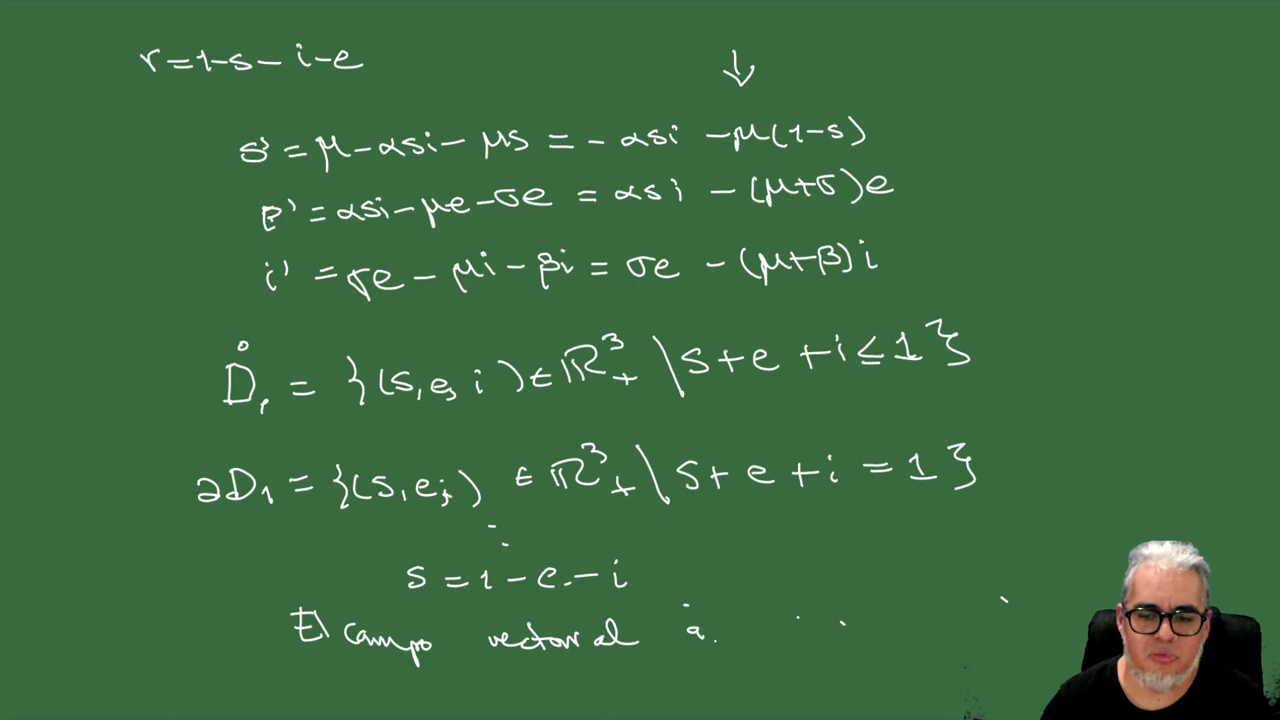 r=1-s-i-e
s' = μ-αsi-μs = -αsi -μ(1-s)
e' = αsi-μe-σe = αsi -(μ+σ)e
i' = σe-μi-βi = σe -(μ+β)i
D̊₁ = {(s,e,i)∈ℝ³₊ \ s+e+i≤1}
∂D₁ = {(s,e,i) ∈ ℝ³₊ \ s+e+i=1}
s=1-e-i
El campo vectorial